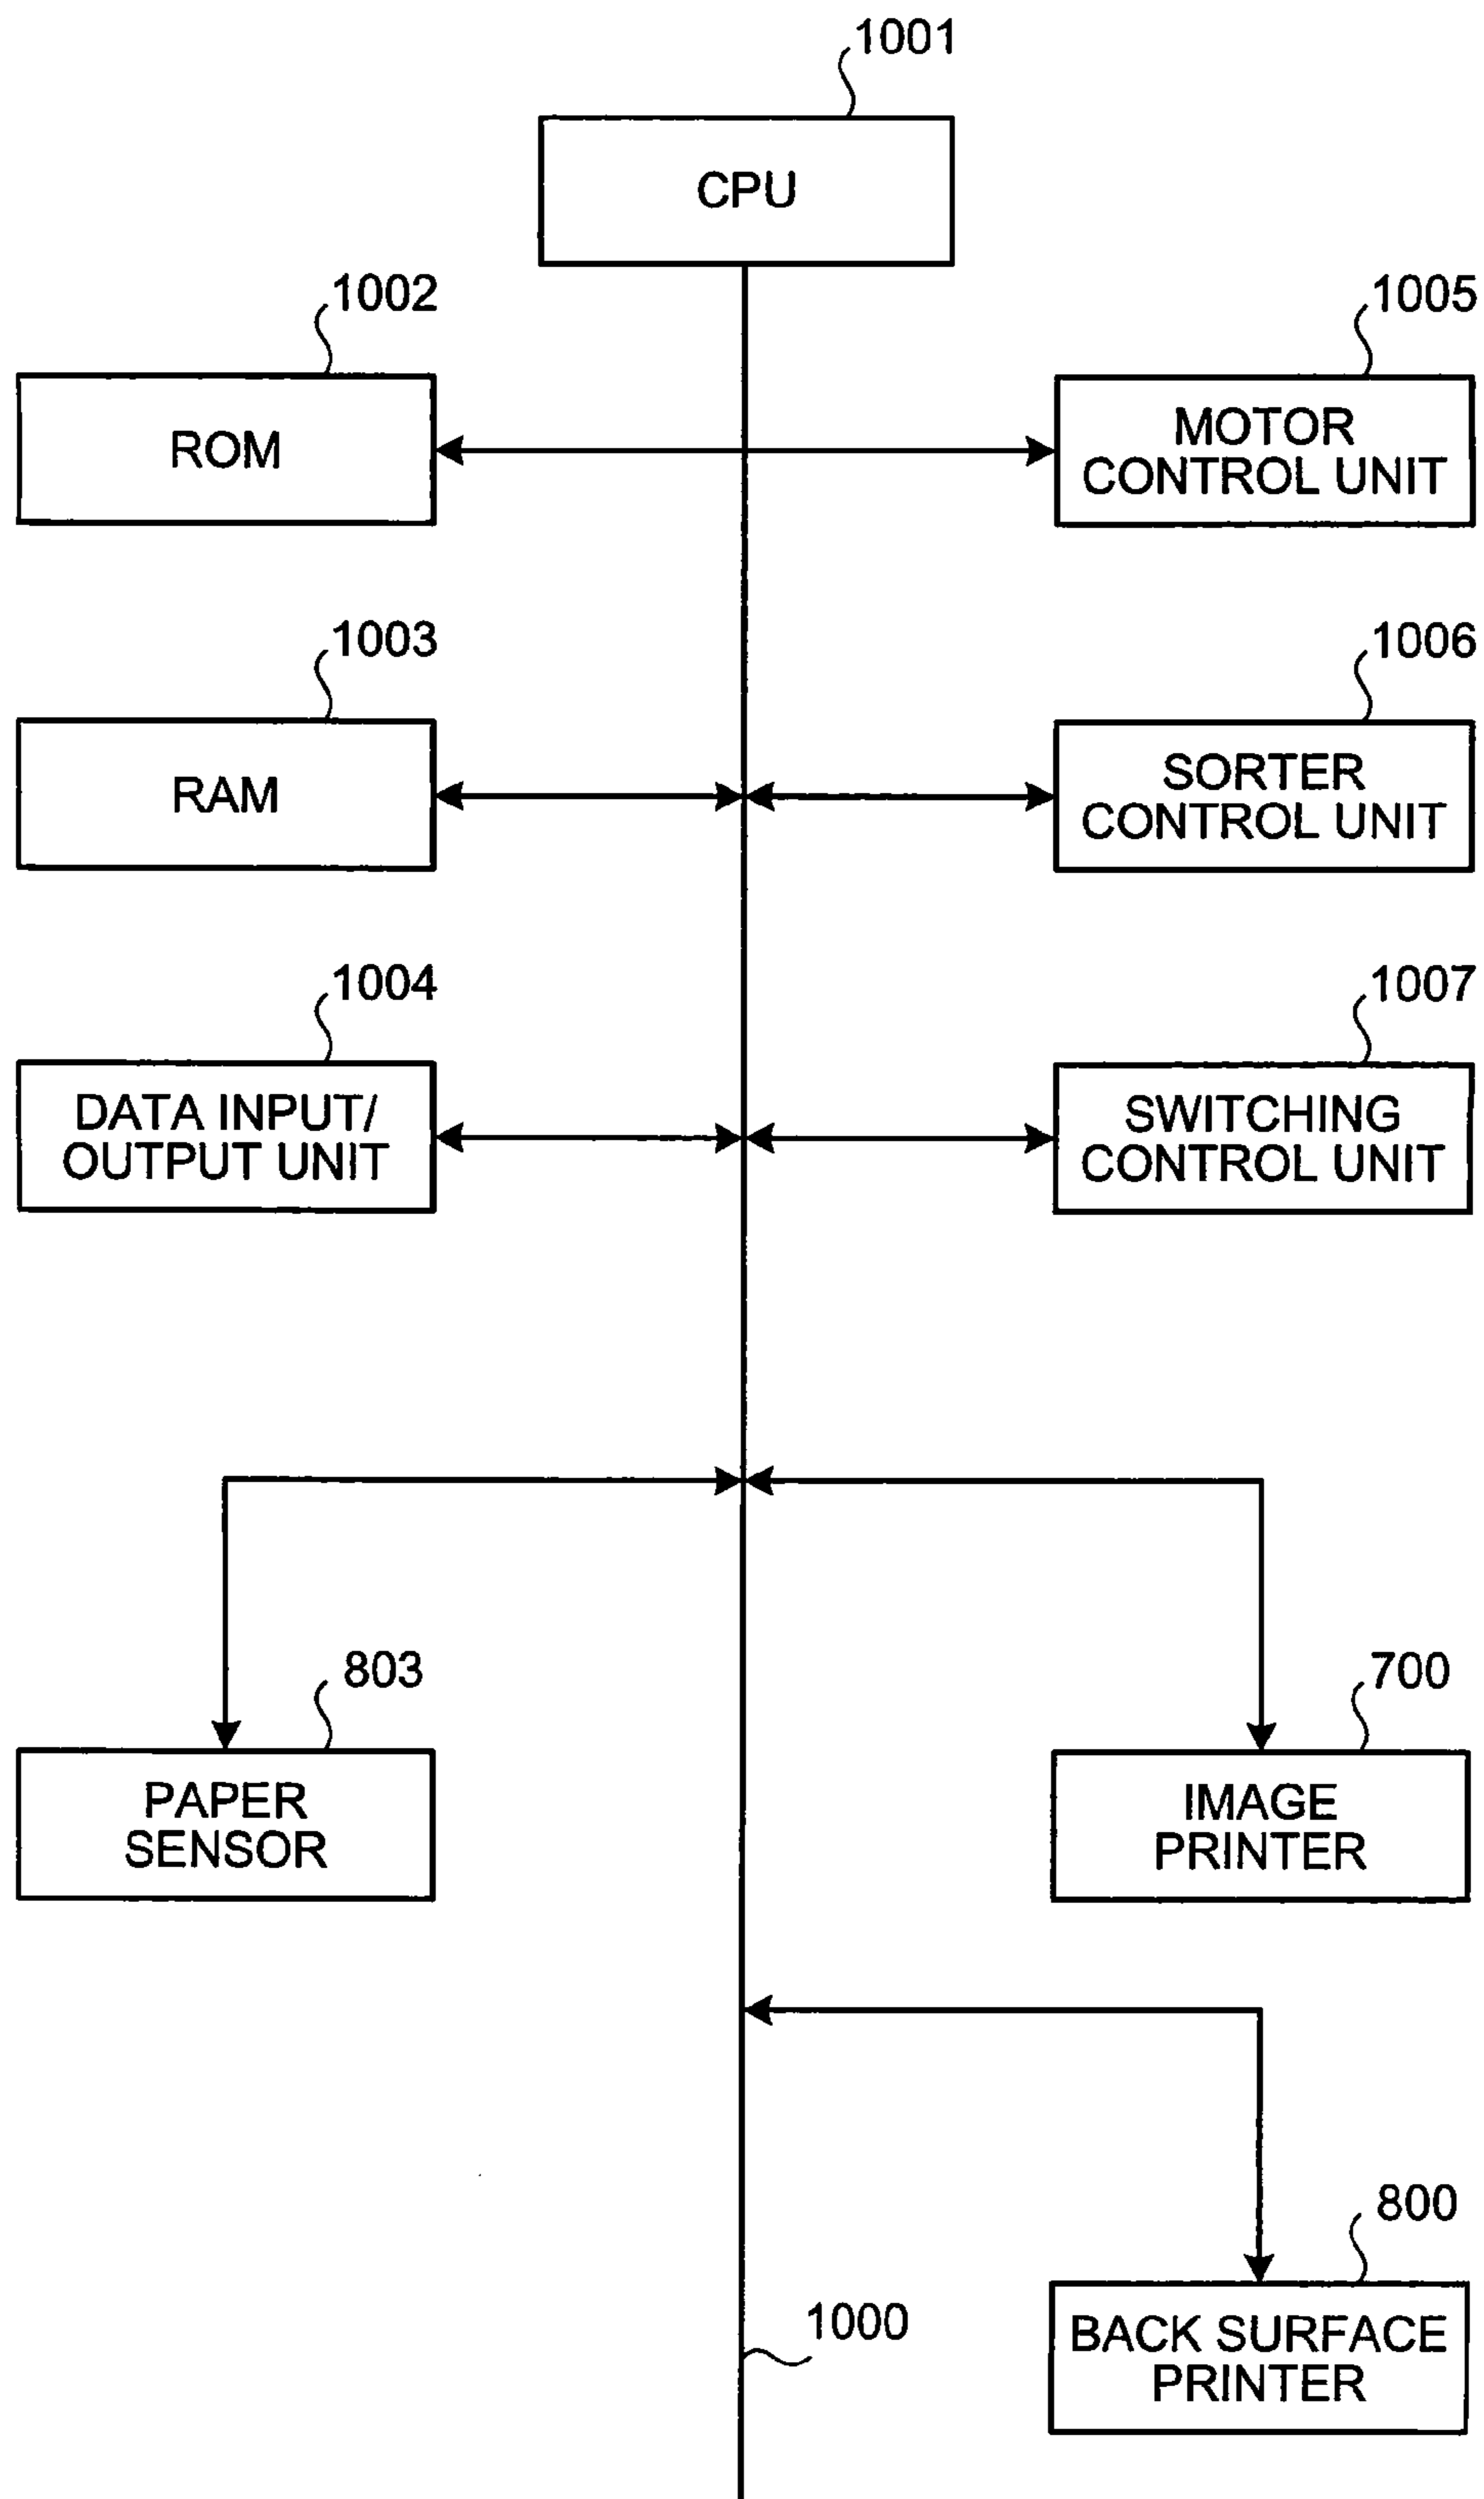 1001
CPU
1002
ROM
1005
MOTOR
CONTROL UNIT
1003
RAM
1006
SORTER
CONTROL UNIT
1004
DATA INPUT/
OUTPUT UNIT
1007
SWITCHING
CONTROL UNIT
803
PAPER
SENSOR
700
IMAGE
PRINTER
800
BACK SURFACE
PRINTER
1000